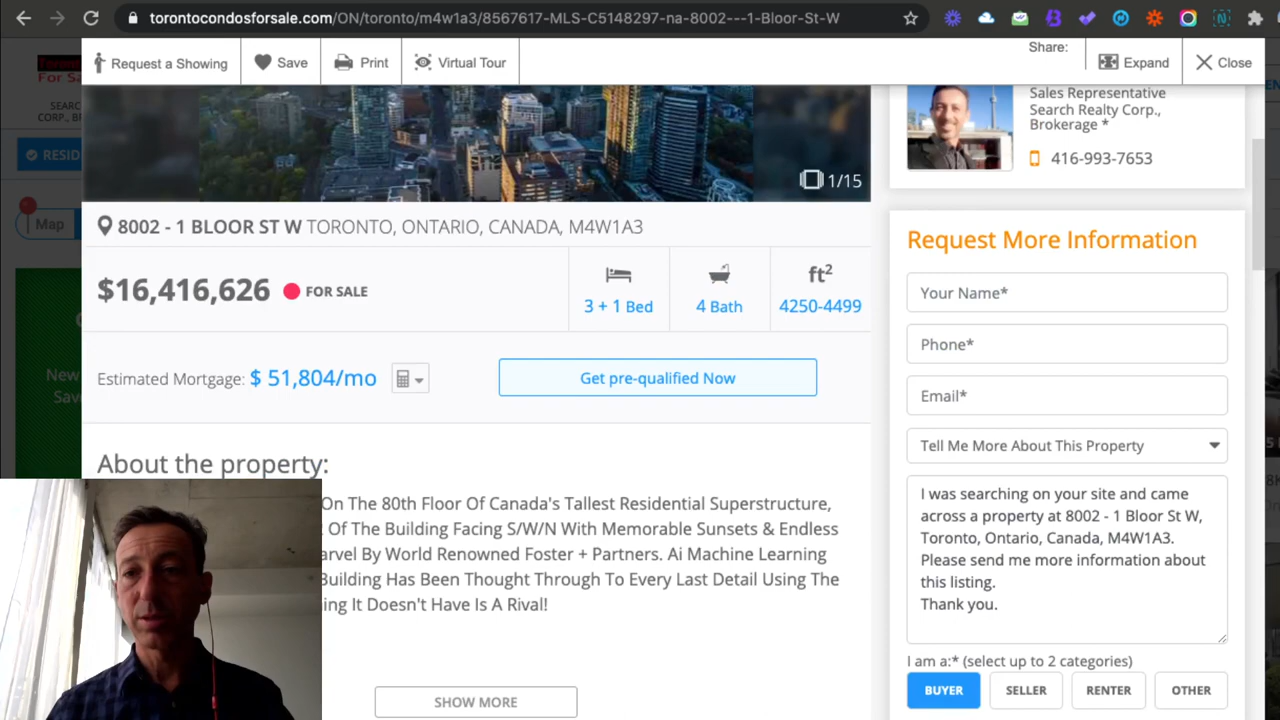 torontocondosforsale.com/ON/toronto/m4w1a3/8567617-MLS-C5148297-na-8002---1-Bloor-St-W
Request a Showing
Save
Print
Virtual Tour
Share:
Expand
Close
For Sa
SEARC
CORP., BR
RESID
Map
New
Sav
1/15
8002 - 1 BLOOR ST W TORONTO, ONTARIO, CANADA, M4W1A3
$16,416,626 FOR SALE
3 + 1 Bed
4 Bath
ft²
4250-4499
Estimated Mortgage: $ 51,804/mo
Get pre-qualified Now
About the property:
On The 80th Floor Of Canada's Tallest Residential Superstructure,
Of The Building Facing S/W/N With Memorable Sunsets & Endless
arvel By World Renowned Foster + Partners. Ai Machine Learning
Building Has Been Thought Through To Every Last Detail Using The
ing It Doesn't Have Is A Rival!
SHOW MORE
Sales Representative
Search Realty Corp.,
Brokerage *
416-993-7653
Request More Information
Your Name*
Phone*
Email*
Tell Me More About This Property
I was searching on your site and came
across a property at 8002 - 1 Bloor St W,
Toronto, Ontario, Canada, M4W1A3.
Please send me more information about
this listing.
Thank you.
I am a:* (select up to 2 categories)
BUYER
SELLER
RENTER
OTHER